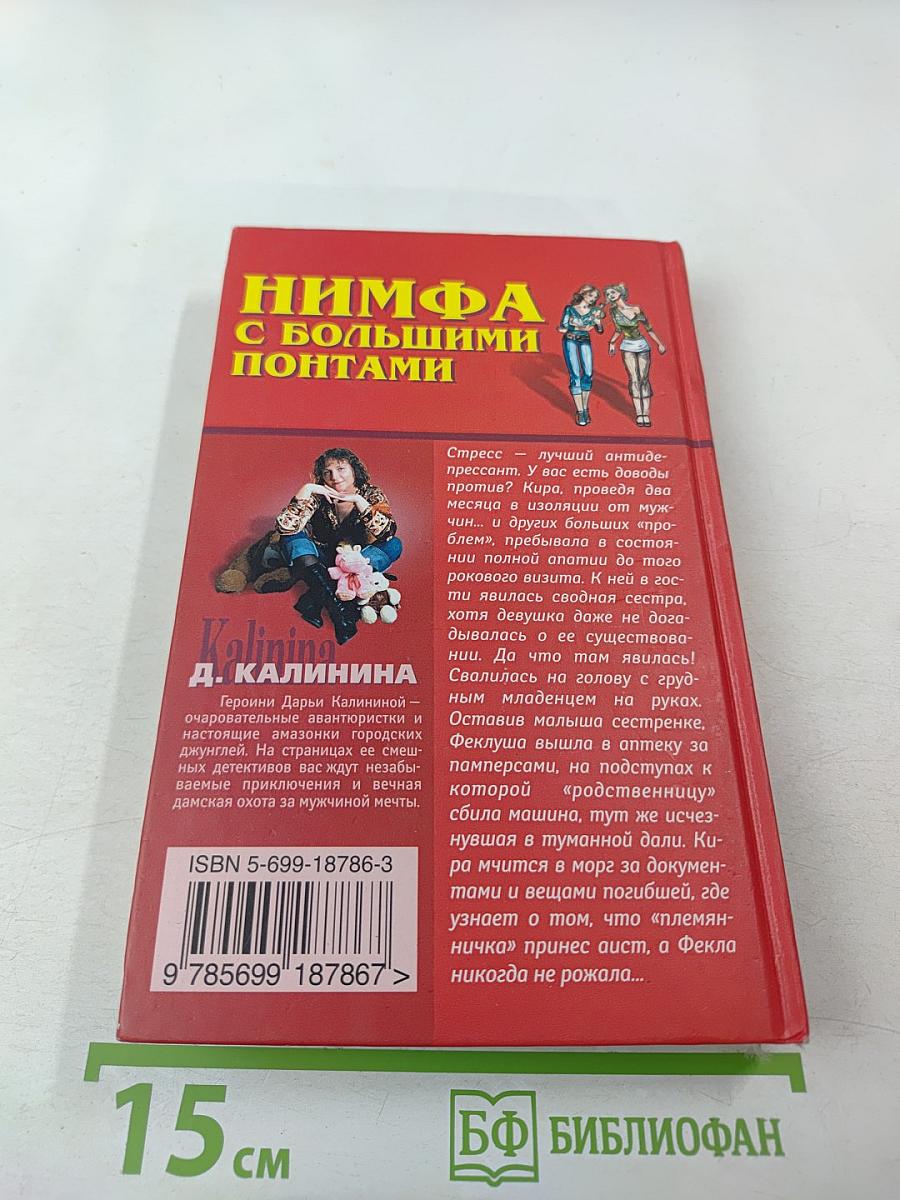 НИМФА
С БОЛЬШИМИ
ПОНТАМИ
Kalinina
Д. КАЛИНИНА
Героини Дарьи Калининой —
очаровательные авантюристки и
настоящие амазонки городских
джунглей. На страницах ее смеш-
ных детективов вас ждут незабы-
ваемые приключения и вечная
дамская охота за мужчиной мечты.
ISBN 5-699-18786-3
9 785699 187867 >
Стресс — лучший антиде-
прессант. У вас есть доводы
против? Кира, проведя два
месяца в изоляции от муж-
чин... и других больших «про-
блем», пребывала в состоя-
нии полной апатии до того
рокового визита. К ней в гос-
ти явилась сводная сестра,
хотя девушка даже не дога-
дывалась о ее существова-
нии. Да что там явилась!
Свалилась на голову с груд-
ным младенцем на руках.
Оставив малыша сестренке,
Феклуша вышла в аптеку за
памперсами, на подступах к
которой «родственницу»
сбила машина, тут же исчез-
нувшая в туманной дали. Ки-
ра мчится в морг за докумен-
тами и вещами погибшей, где
узнает о том, что «племян-
ничка» принес аист, а Фекла
никогда не рожала...
15 см
БФ БИБЛИОФАН